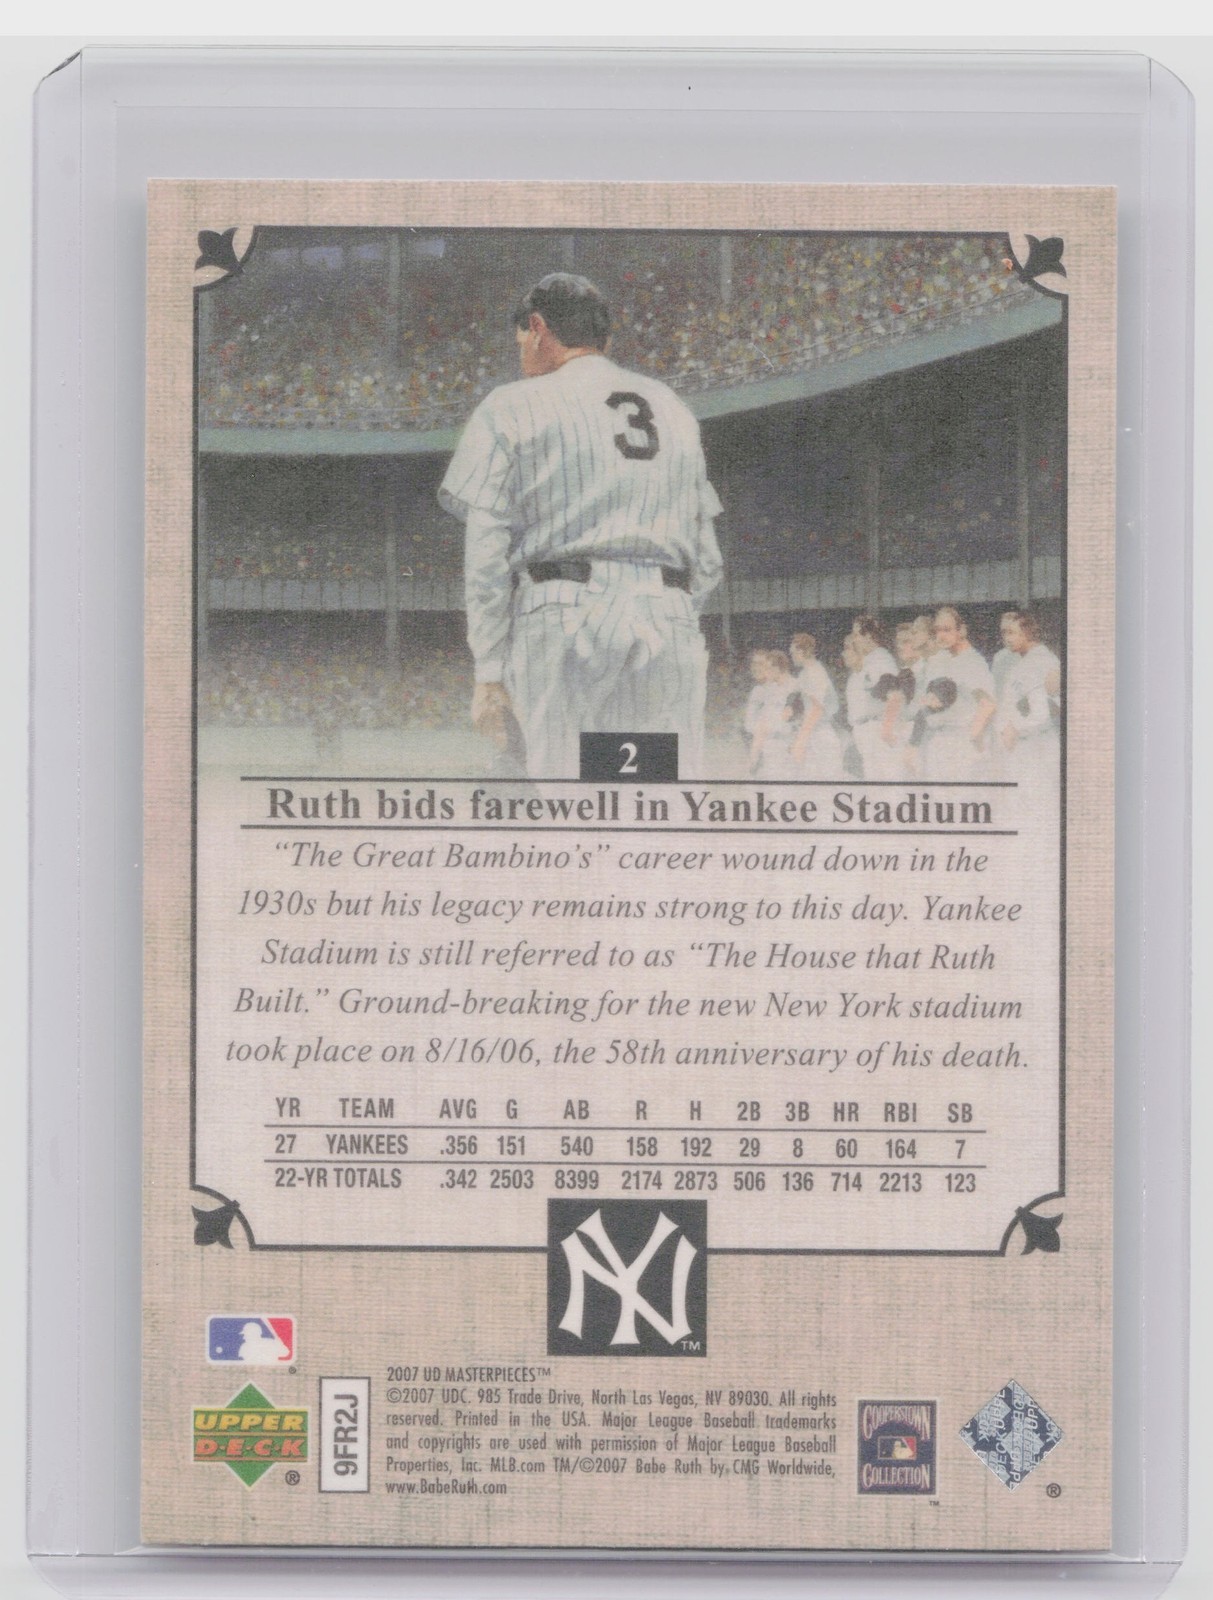 3
2
Ruth bids farewell in Yankee Stadium
“The Great Bambino’s” career wound down in the
1930s but his legacy remains strong to this day. Yankee
Stadium is still referred to as “The House that Ruth
Built.” Ground-breaking for the new New York stadium
took place on 8/16/06, the 58th anniversary of his death.
YR TEAM AVG G AB R H 2B 3B HR RBI SB
27 YANKEES .356 151 540 158 192 29 8 60 164 7
22-YR TOTALS .342 2503 8399 2174 2873 506 136 714 2213 123
NY TM
2007 UD MASTERPIECES™
©2007 UDC. 985 Trade Drive, North Las Vegas, NV 89030. All rights
reserved. Printed in the USA. Major League Baseball trademarks
and copyrights are used with permission of Major League Baseball
Properties, Inc. MLB.com TM/©2007 Babe Ruth by CMG Worldwide,
www.BabeRuth.com
UPPER
D·E·C·K
®
9FR2J
COOPERSTOWN
COLLECTION
™
®